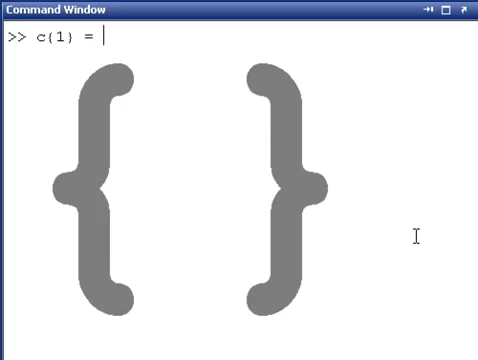 Command Window
>> c{1} =
{ }